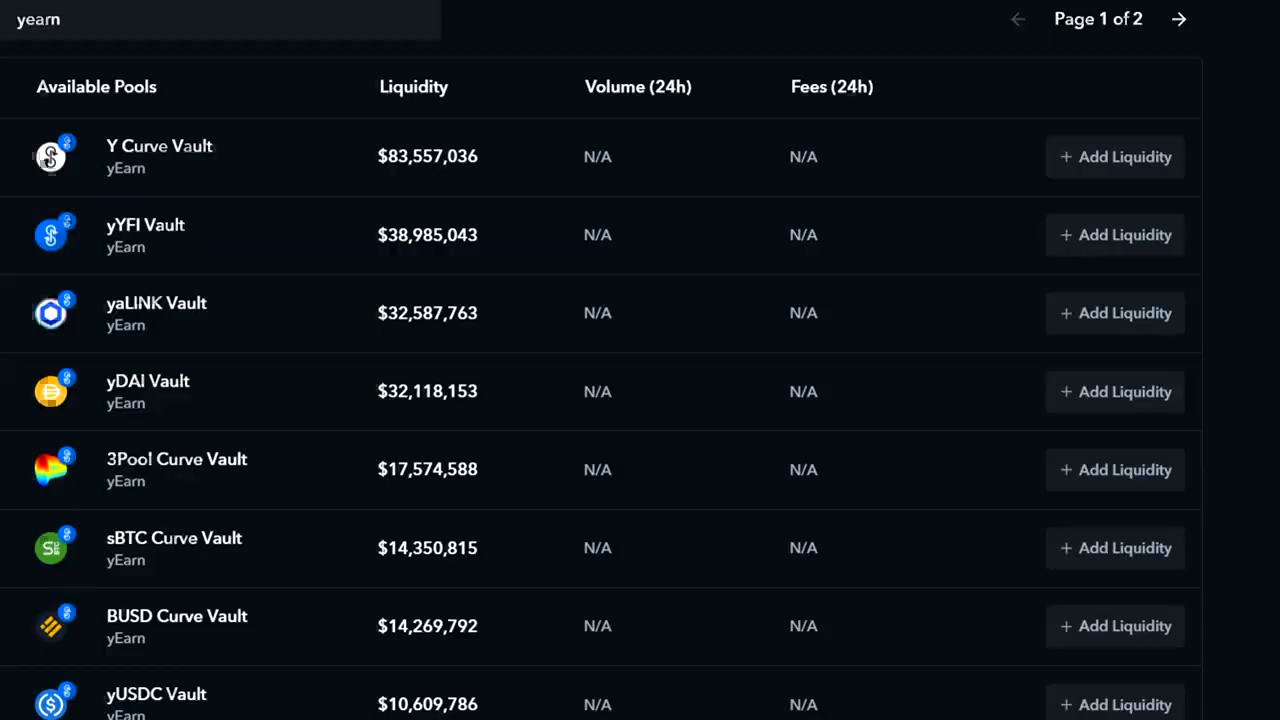 yearn
Page 1 of 2
Available Pools Liquidity Volume (24h) Fees (24h)
Y Curve Vault
yEarn
$83,557,036 N/A N/A + Add Liquidity
yYFI Vault
yEarn
$38,985,043 N/A N/A + Add Liquidity
yaLINK Vault
yEarn
$32,587,763 N/A N/A + Add Liquidity
yDAI Vault
yEarn
$32,118,153 N/A N/A + Add Liquidity
3Pool Curve Vault
yEarn
$17,574,588 N/A N/A + Add Liquidity
sBTC Curve Vault
yEarn
$14,350,815 N/A N/A + Add Liquidity
BUSD Curve Vault
yEarn
$14,269,792 N/A N/A + Add Liquidity
yUSDC Vault
yEarn
$10,609,786 N/A N/A + Add Liquidity